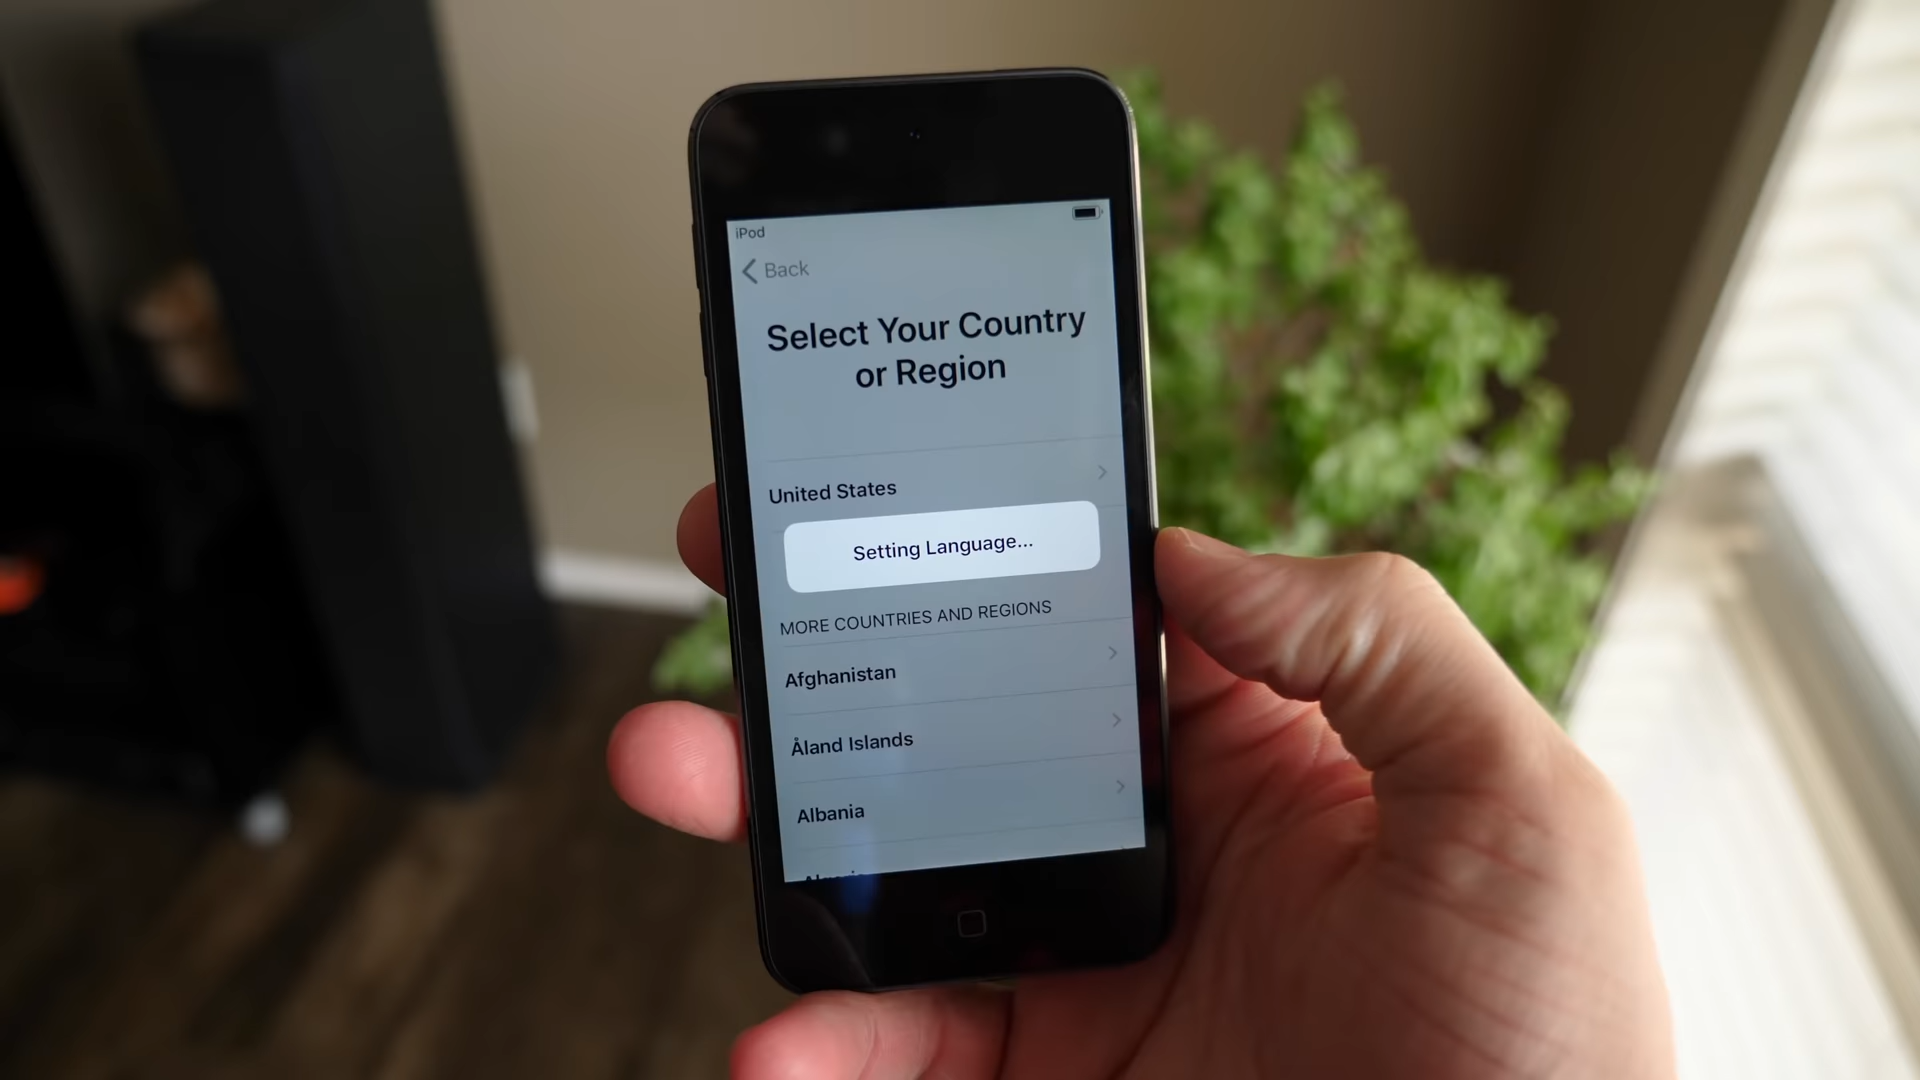 iPod
Back
Select Your Country
or Region
United States
Setting Language...
MORE COUNTRIES AND REGIONS
Afghanistan
Åland Islands
Albania